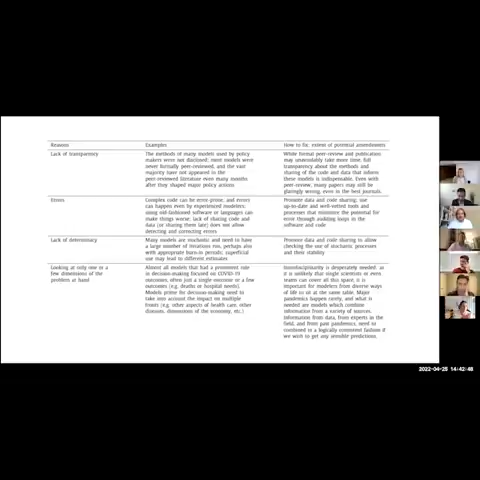 Reasons Examples How to fix: extent of potential amendments
Lack of transparency The methods of many models used by policy While formal peer-review and publication
makers were not disclosed; most models were may unavoidably take more time, full
never formally peer-reviewed, and the vast transparency about the methods and
majority have not appeared in the sharing of the code and data that inform
peer-reviewed literature even many months these models is indispensable. Even with
after they shaped major policy actions peer-review, many papers may still be
glaringly wrong, even in the best journals.
Errors Complex code can be error-prone, and errors Promote data and code sharing, use
can happen even by experienced modelers; up-to-date and well-vetted tools and
using old-fashioned software or languages can processes that minimize the potential for
make things worse; lack of sharing code and error through auditing loops in the
data (or sharing them late) does not allow software and code
detecting and correcting errors
Lack of determinacy Many models are stochastic and need to have Promote data and code sharing to allow
a large number of iterations run, perhaps also checking the use of stochastic processes
with appropriate burn-in periods; superficial and their stability
use may lead to different estimates
Looking at only one or a Almost all models that had a prominent role Interdisciplinarity is desperately needed; as it
few dimensions of the in decision-making focused on COVID-19 is unlikely that single scientists or even
problem at hand outcomes, often just a single outcome or a few teams can cover all this space, it is
outcomes (e.g. deaths or hospital needs). important for modelers from diverse ways
Models prime for decision-making need to of life to sit at the same table. Major
take into account the impact on multiple pandemics happen rarely, and what is
fronts (e.g. other aspects of health care, other needed are models which combine
diseases, dimensions of the economy, etc.) information from a variety of sources.
Information from data, from experts in the
field, and from past pandemics, need to
combined in a logically consistent fashion if
we wish to get any sensible predictions.
2022-04-25 14:42:46